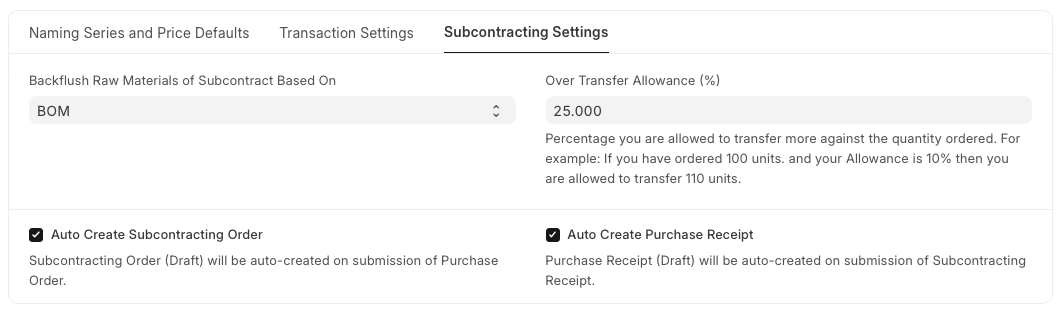 Naming Series and Price Defaults
Transaction Settings
Subcontracting Settings
Backflush Raw Materials of Subcontract Based On
BOM
Over Transfer Allowance (%)
25.000
Percentage you are allowed to transfer more against the quantity ordered. For
example: If you have ordered 100 units. and your Allowance is 10% then you
are allowed to transfer 110 units.
Auto Create Subcontracting Order
Subcontracting Order (Draft) will be auto-created on submission of Purchase
Order.
Auto Create Purchase Receipt
Purchase Receipt (Draft) will be auto-created on submission of Subcontracting
Receipt.